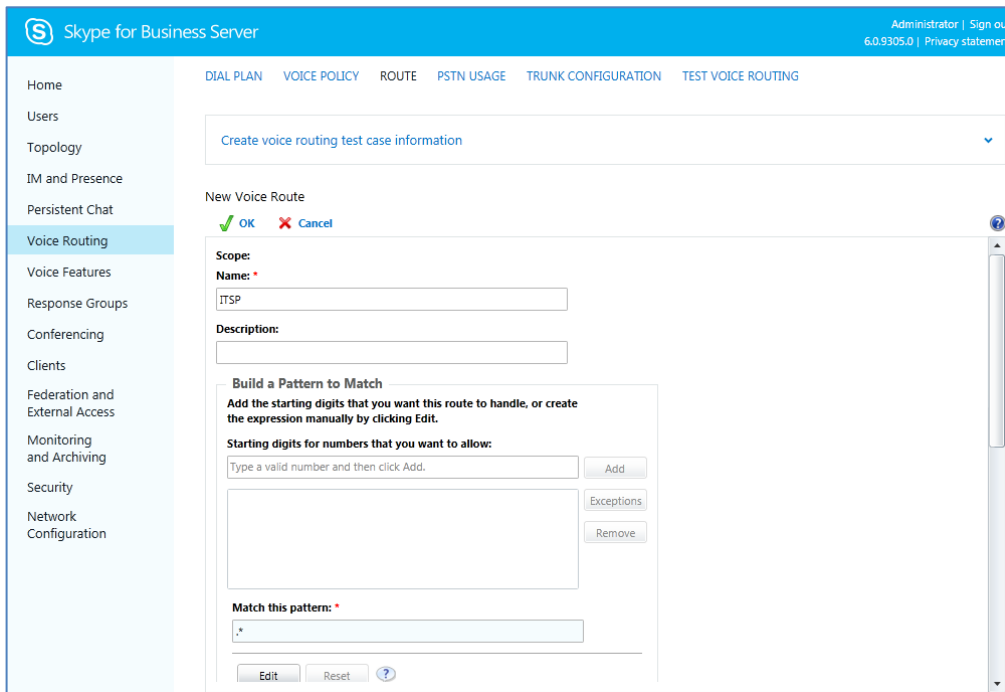 S Skype for Business Server
Administrator | Sign ou
6.0.9305.0 | Privacy statemen
Home
Users
Topology
IM and Presence
Persistent Chat
Voice Routing
Voice Features
Response Groups
Conferencing
Clients
Federation and
External Access
Monitoring
and Archiving
Security
Network
Configuration
DIAL PLAN VOICE POLICY ROUTE PSTN USAGE TRUNK CONFIGURATION TEST VOICE ROUTING
Create voice routing test case information
New Voice Route
OK Cancel ?
Scope:
Name: *
ITSP
Description:
Build a Pattern to Match
Add the starting digits that you want this route to handle, or create
the expression manually by clicking Edit.
Starting digits for numbers that you want to allow:
Type a valid number and then click Add. Add
Exceptions
Remove
Match this pattern: *
.*
Edit Reset ?